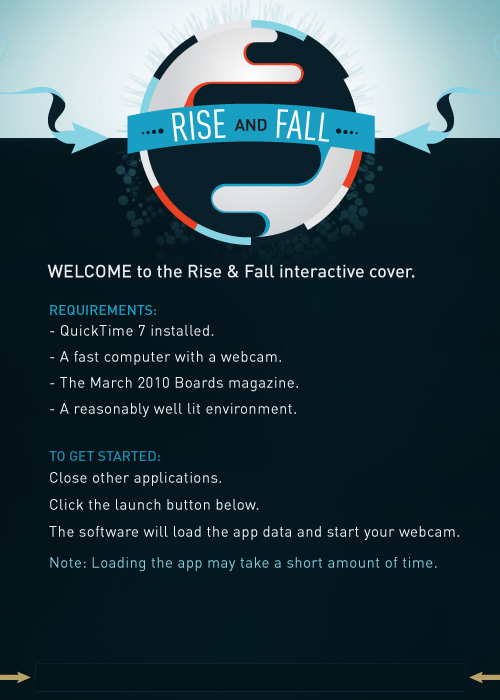 RISE AND FALL
WELCOME to the Rise & Fall interactive cover.
REQUIREMENTS:
- QuickTime 7 installed.
- A fast computer with a webcam.
- The March 2010 Boards magazine.
- A reasonably well lit environment.
TO GET STARTED:
Close other applications.
Click the launch button below.
The software will load the app data and start your webcam.
Note: Loading the app may take a short amount of time.